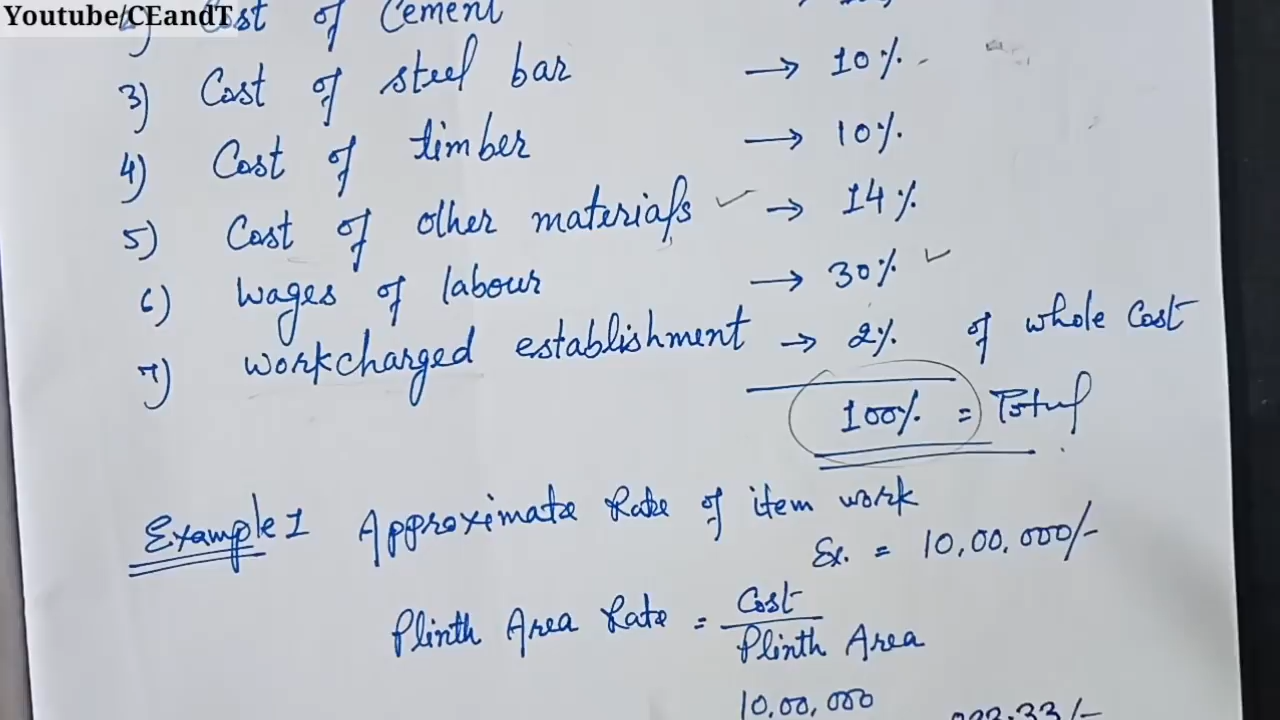 Youtube/CEandT
Cost of Cement
3) Cost of steel bar → 10%
4) Cost of timber → 10%
5) Cost of other materials → 14%
6) Wages of labour → 30%
7) Workcharged establishment → 2% of whole Cost
100% = Total
Example 1 Approximate Rate of item work
Ex. = 10,00,000/-
Plinth Area Rate = Cost
Plinth Area
10,00,000